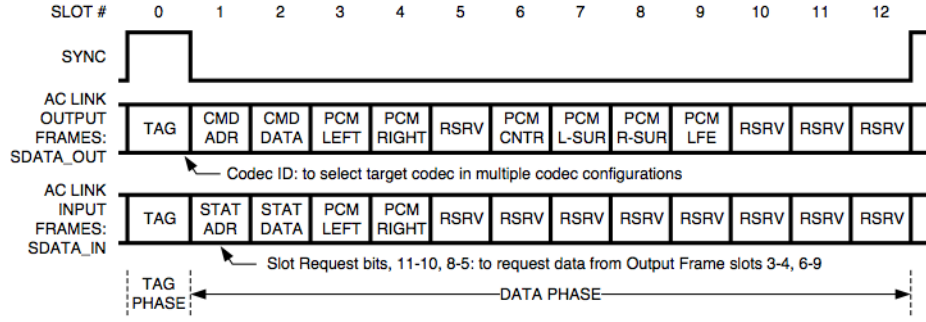 SLOT # 0 1 2 3 4 5 6 7 8 9 10 11 12
SYNC
AC LINK
OUTPUT
FRAMES:
SDATA_OUT
TAG
CMD
ADR
CMD
DATA
PCM
LEFT
PCM
RIGHT
RSRV
PCM
CNTR
PCM
L-SUR
PCM
R-SUR
PCM
LFE
RSRV
RSRV
RSRV
Codec ID: to select target codec in multiple codec configurations
AC LINK
INPUT
FRAMES:
SDATA_IN
TAG
STAT
ADR
STAT
DATA
PCM
LEFT
PCM
RIGHT
RSRV
RSRV
RSRV
RSRV
RSRV
RSRV
RSRV
RSRV
Slot Request bits, 11-10, 8-5: to request data from Output Frame slots 3-4, 6-9
TAG
PHASE
DATA PHASE